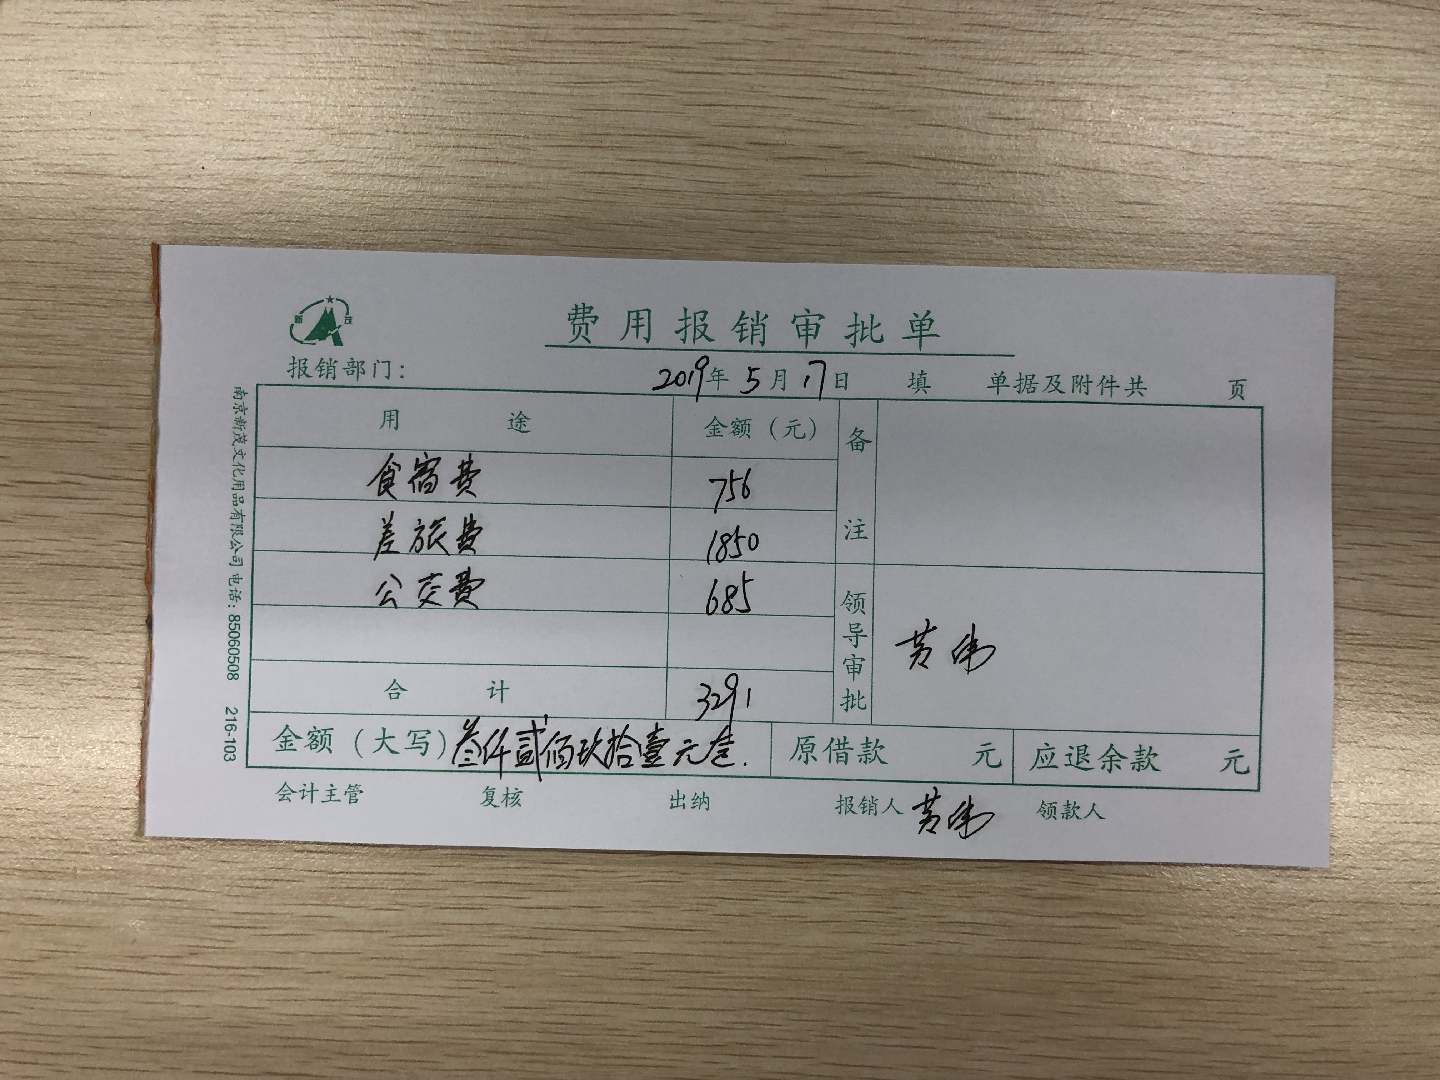 新 茂
费用报销审批单
报销部门: 2019年5月17日 填 单据及附件共 页
用途 金额(元) 备注
食宿费 756
差旅费 1850
公交费 685
合计 3291
领导审批 黄伟
金额(大写)叁仟贰佰玖拾壹元 原借款 元 应退余款 元
会计主管 复核 出纳 报销人 黄伟 领款人
南京新茂文化用品有限公司 电话:85060508 216-103